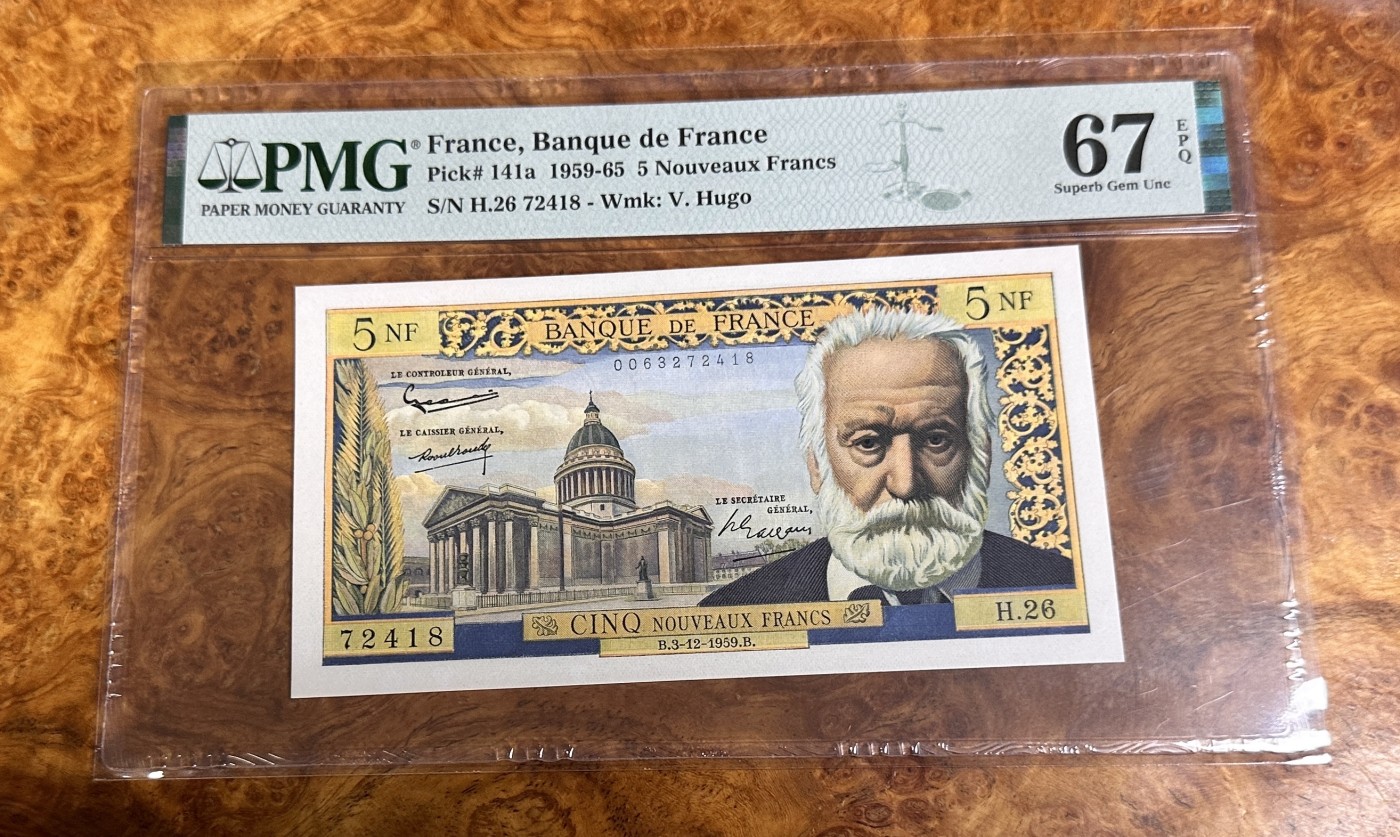 PMG®
PAPER MONEY GUARANTY
France, Banque de France
Pick# 141a 1959-65 5 Nouveaux Francs
S/N H.26 72418 - Wmk: V. Hugo
67
EPQ
Superb Gem Unc
5 NF
BANQUE DE FRANCE
5 NF
0063272418
LE CONTROLEUR GÉNÉRAL,
LE CAISSIER GÉNÉRAL,
LE SECRÉTAIRE
GÉNÉRAL,
72418
CINQ NOUVEAUX FRANCS
H.26
B.3-12-1959.B.